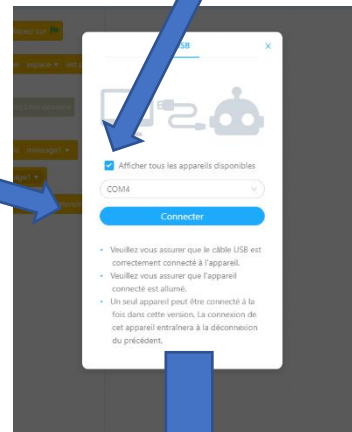 USB
x
espace
Afficher tous les appareils disponibles
message1
COM4
Connecter
• Veuillez vous assurer que le câble USB est
correctement connecté à l'appareil.
• Veuillez vous assurer que l'appareil
connecté est allumé.
• Un seul appareil peut être connecté à la
fois dans cette version. La connexion de
cet appareil entraînera à la déconnexion
du précédent.